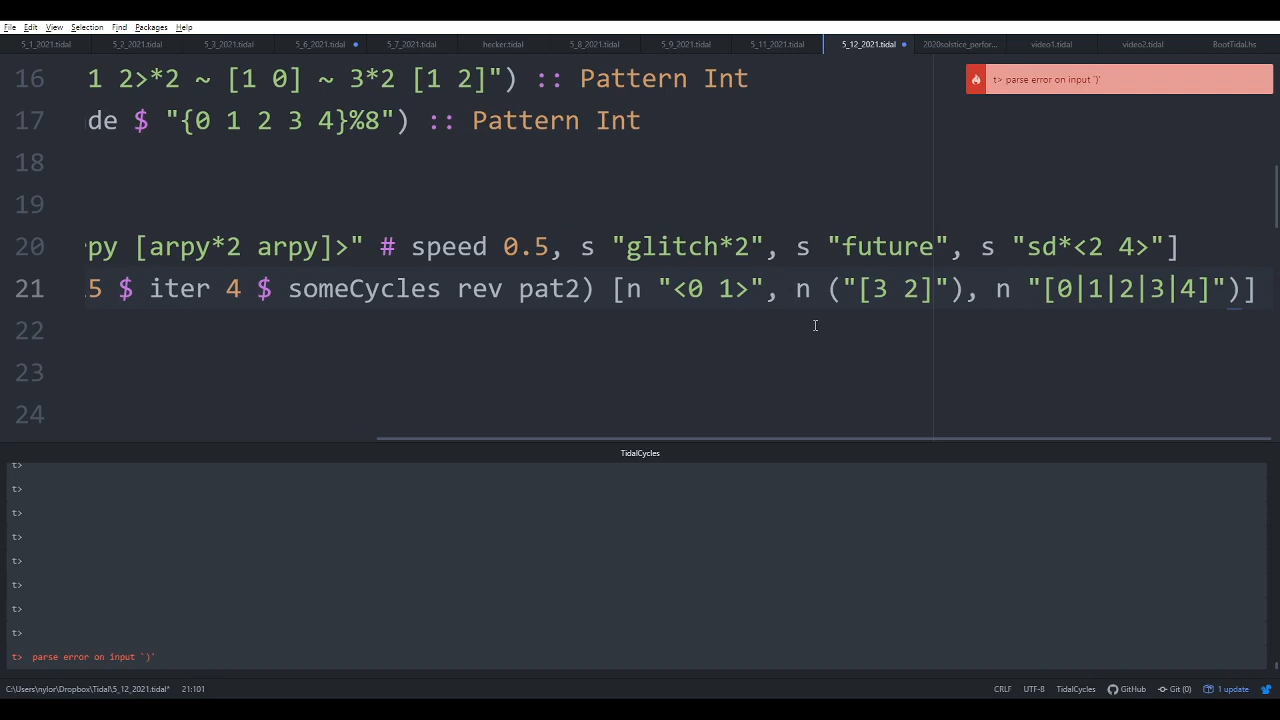 File Edit View Selection Find Packages Help
5_1_2021.tidal 5_2_2021.tidal 5_3_2021.tidal 5_6_2021.tidal 5_7_2021.tidal hecker.tidal 5_8_2021.tidal 5_9_2021.tidal 5_11_2021.tidal 5_12_2021.tidal 2020solstice_perfor... video1.tidal video2.tidal BootTidal.hs
t> parse error on input `)'
16 1 2>*2 ~ [1 0] ~ 3*2 [1 2]") :: Pattern Int
17 de $ "{0 1 2 3 4}%8") :: Pattern Int
18
19
20 py [arpy*2 arpy]>" # speed 0.5, s "glitch*2", s "future", s "sd*<2 4>"]
21 .5 $ iter 4 $ someCycles rev pat2) [n "<0 1>", n ("[3 2]"), n "[0|1|2|3|4]")]
22
23
24
TidalCycles
t>
t>
t>
t>
t>
t>
t>
t>
t> parse error on input `)'
C:\Users\nylor\Dropbox\Tidal\5_12_2021.tidal* 21:101 CRLF UTF-8 TidalCycles GitHub Git (0) 1 update